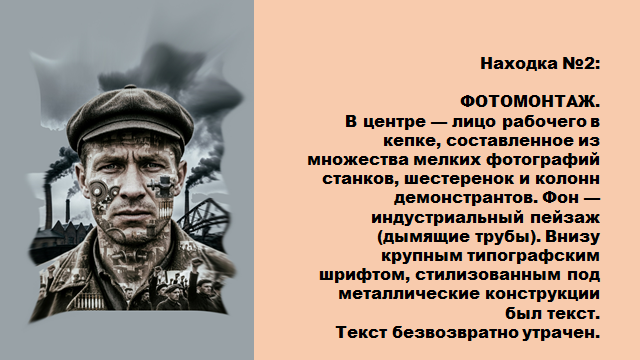 Находка №2:
ФОТОМОНТАЖ.
В центре — лицо рабочего в
кепке, составленное из
множества мелких фотографий
станков, шестеренок и колонн
демонстрантов. Фон —
индустриальный пейзаж
(дымящие трубы). Внизу
крупным типографским
шрифтом, стилизованным под
металлические конструкции
был текст.
Текст безвозвратно утрачен.